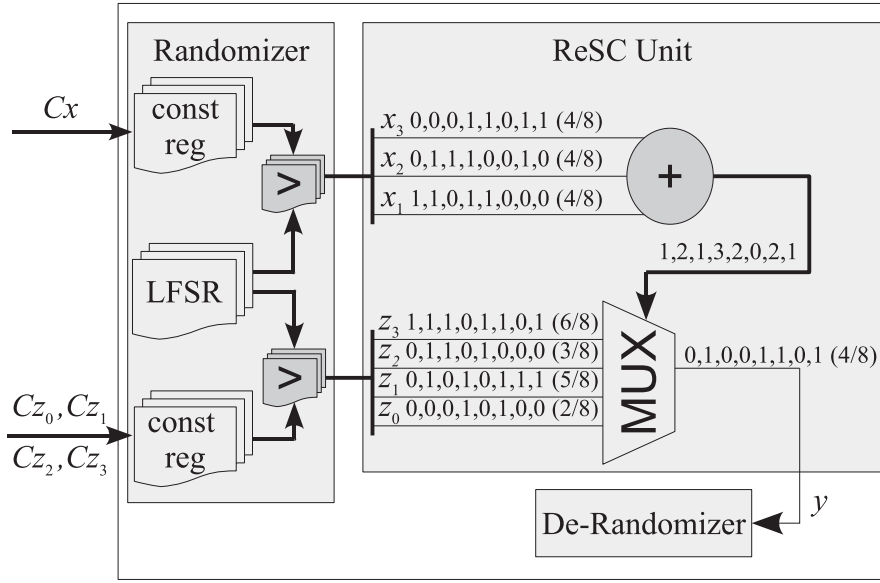 Randomizer
ReSC Unit
Cx
const
reg
>
x3 0,0,0,1,1,0,1,1 (4/8)
x2 0,1,1,1,0,0,1,0 (4/8)
x1 1,1,0,1,1,0,0,0 (4/8)
+
1,2,1,3,2,0,2,1
LFSR
z3 1,1,1,0,1,1,0,1 (6/8)
z2 0,1,1,0,1,0,0,0 (3/8)
z1 0,1,0,1,0,1,1,1 (5/8)
z0 0,0,0,1,0,1,0,0 (2/8)
MUX
0,1,0,0,1,1,0,1 (4/8)
>
Cz0,Cz1
Cz2,Cz3
const
reg
De-Randomizer
y